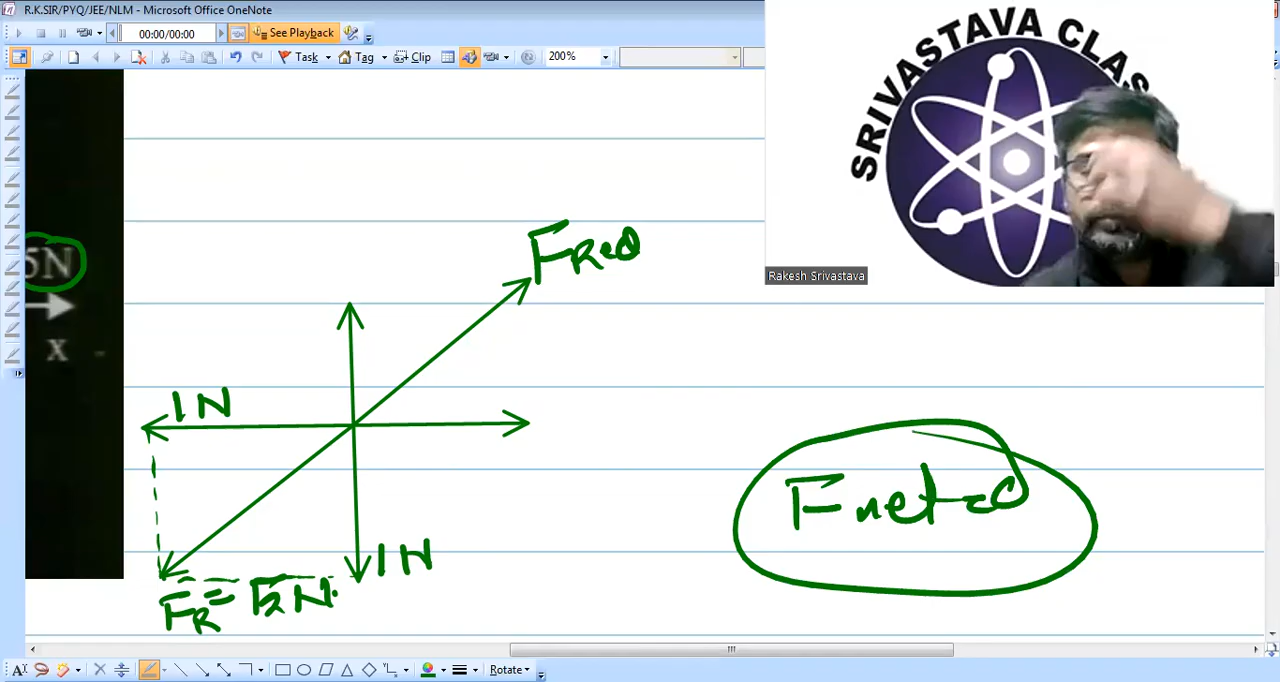 R.K.SIR/PYQ/JEE/NLM - Microsoft Office OneNote
00:00/00:00
See Playback
Task
Tag
Clip
200%
SRIVASTAVA CLAS
Rakesh Srivastava
5N
x
1N
1N
FR = √2N
Fnet=0
A
Rotate